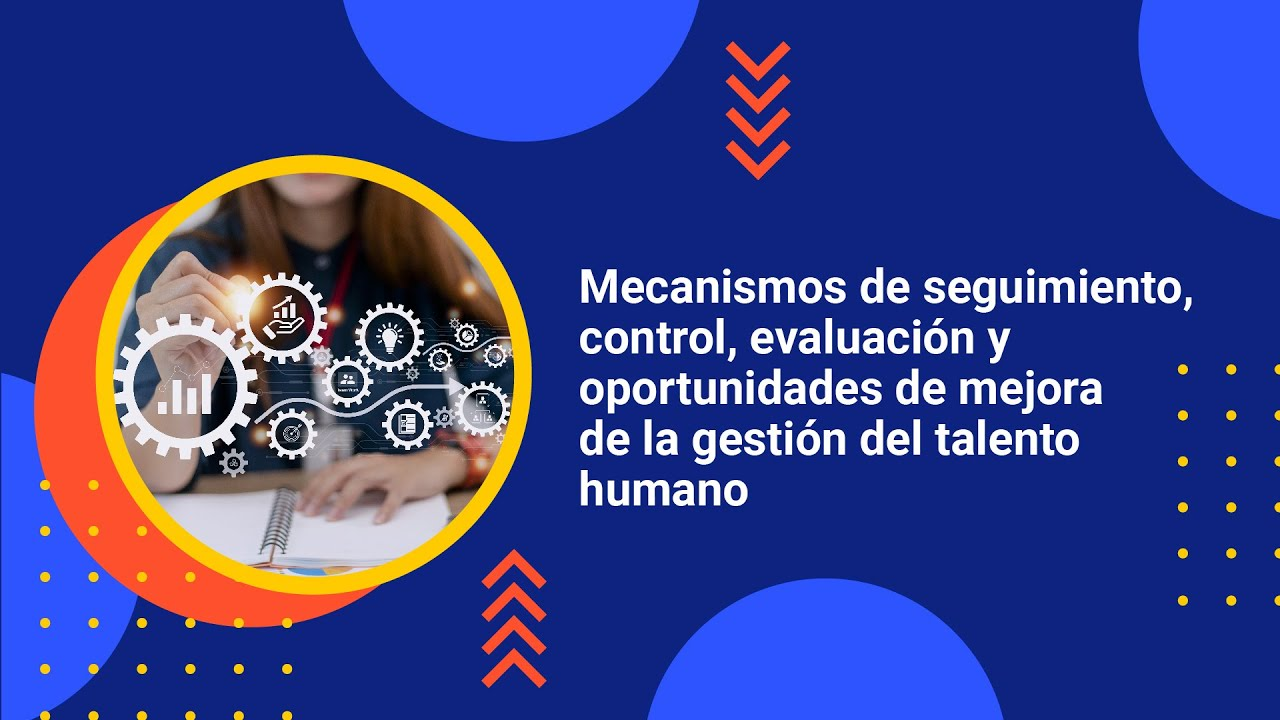 Mecanismos de seguimiento,
control, evaluación y
oportunidades de mejora
de la gestión del talento
humano